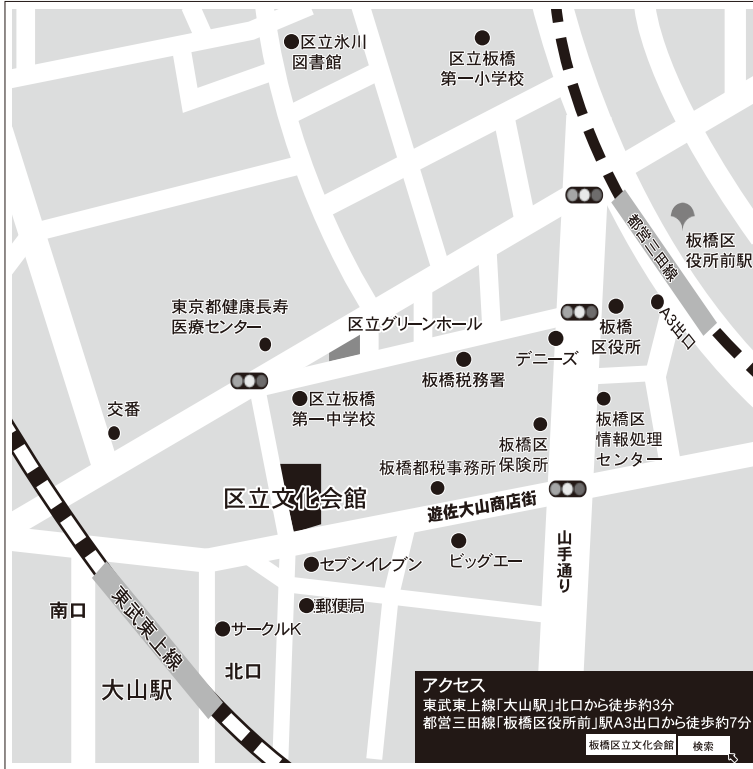 区立氷川
図書館
区立板橋
第一小学校
都営三田線
板橋区
役所前駅
東京都健康長寿
医療センター
区立グリーンホール
A3出口
板橋
区役所
デニーズ
板橋税務署
区立板橋
第一中学校
交番
板橋区
保険所
板橋区
情報処理
センター
板橋都税事務所
区立文化会館
遊佐大山商店街
山手通り
セブンイレブン
ビッグエー
郵便局
サークルK
南口
東武東上線
北口
大山駅
アクセス
東武東上線「大山駅」北口から徒歩約3分
都営三田線「板橋区役所前」駅A3出口から徒歩約7分
板橋区立文化会館 検索